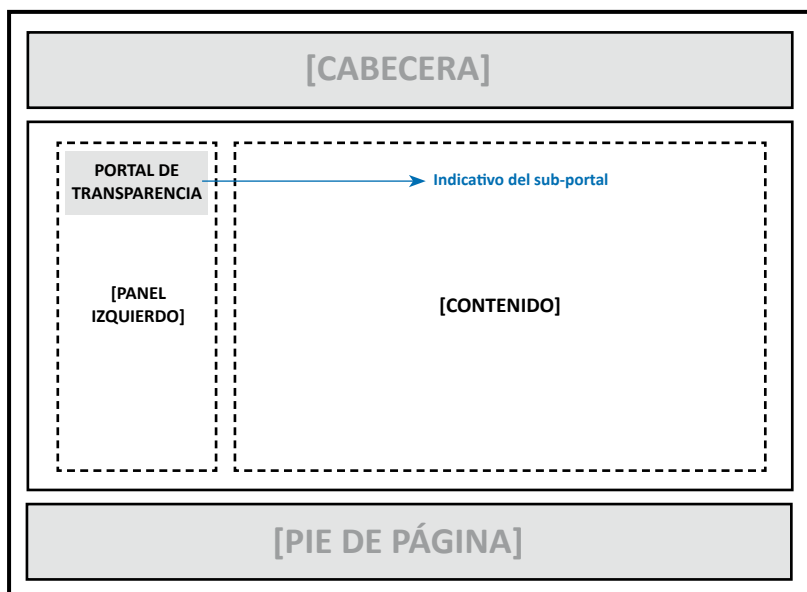 [CABECERA]
PORTAL DE
TRANSPARENCIA
Indicativo del sub-portal
[PANEL
IZQUIERDO]
[CONTENIDO]
[PIE DE PÁGINA]